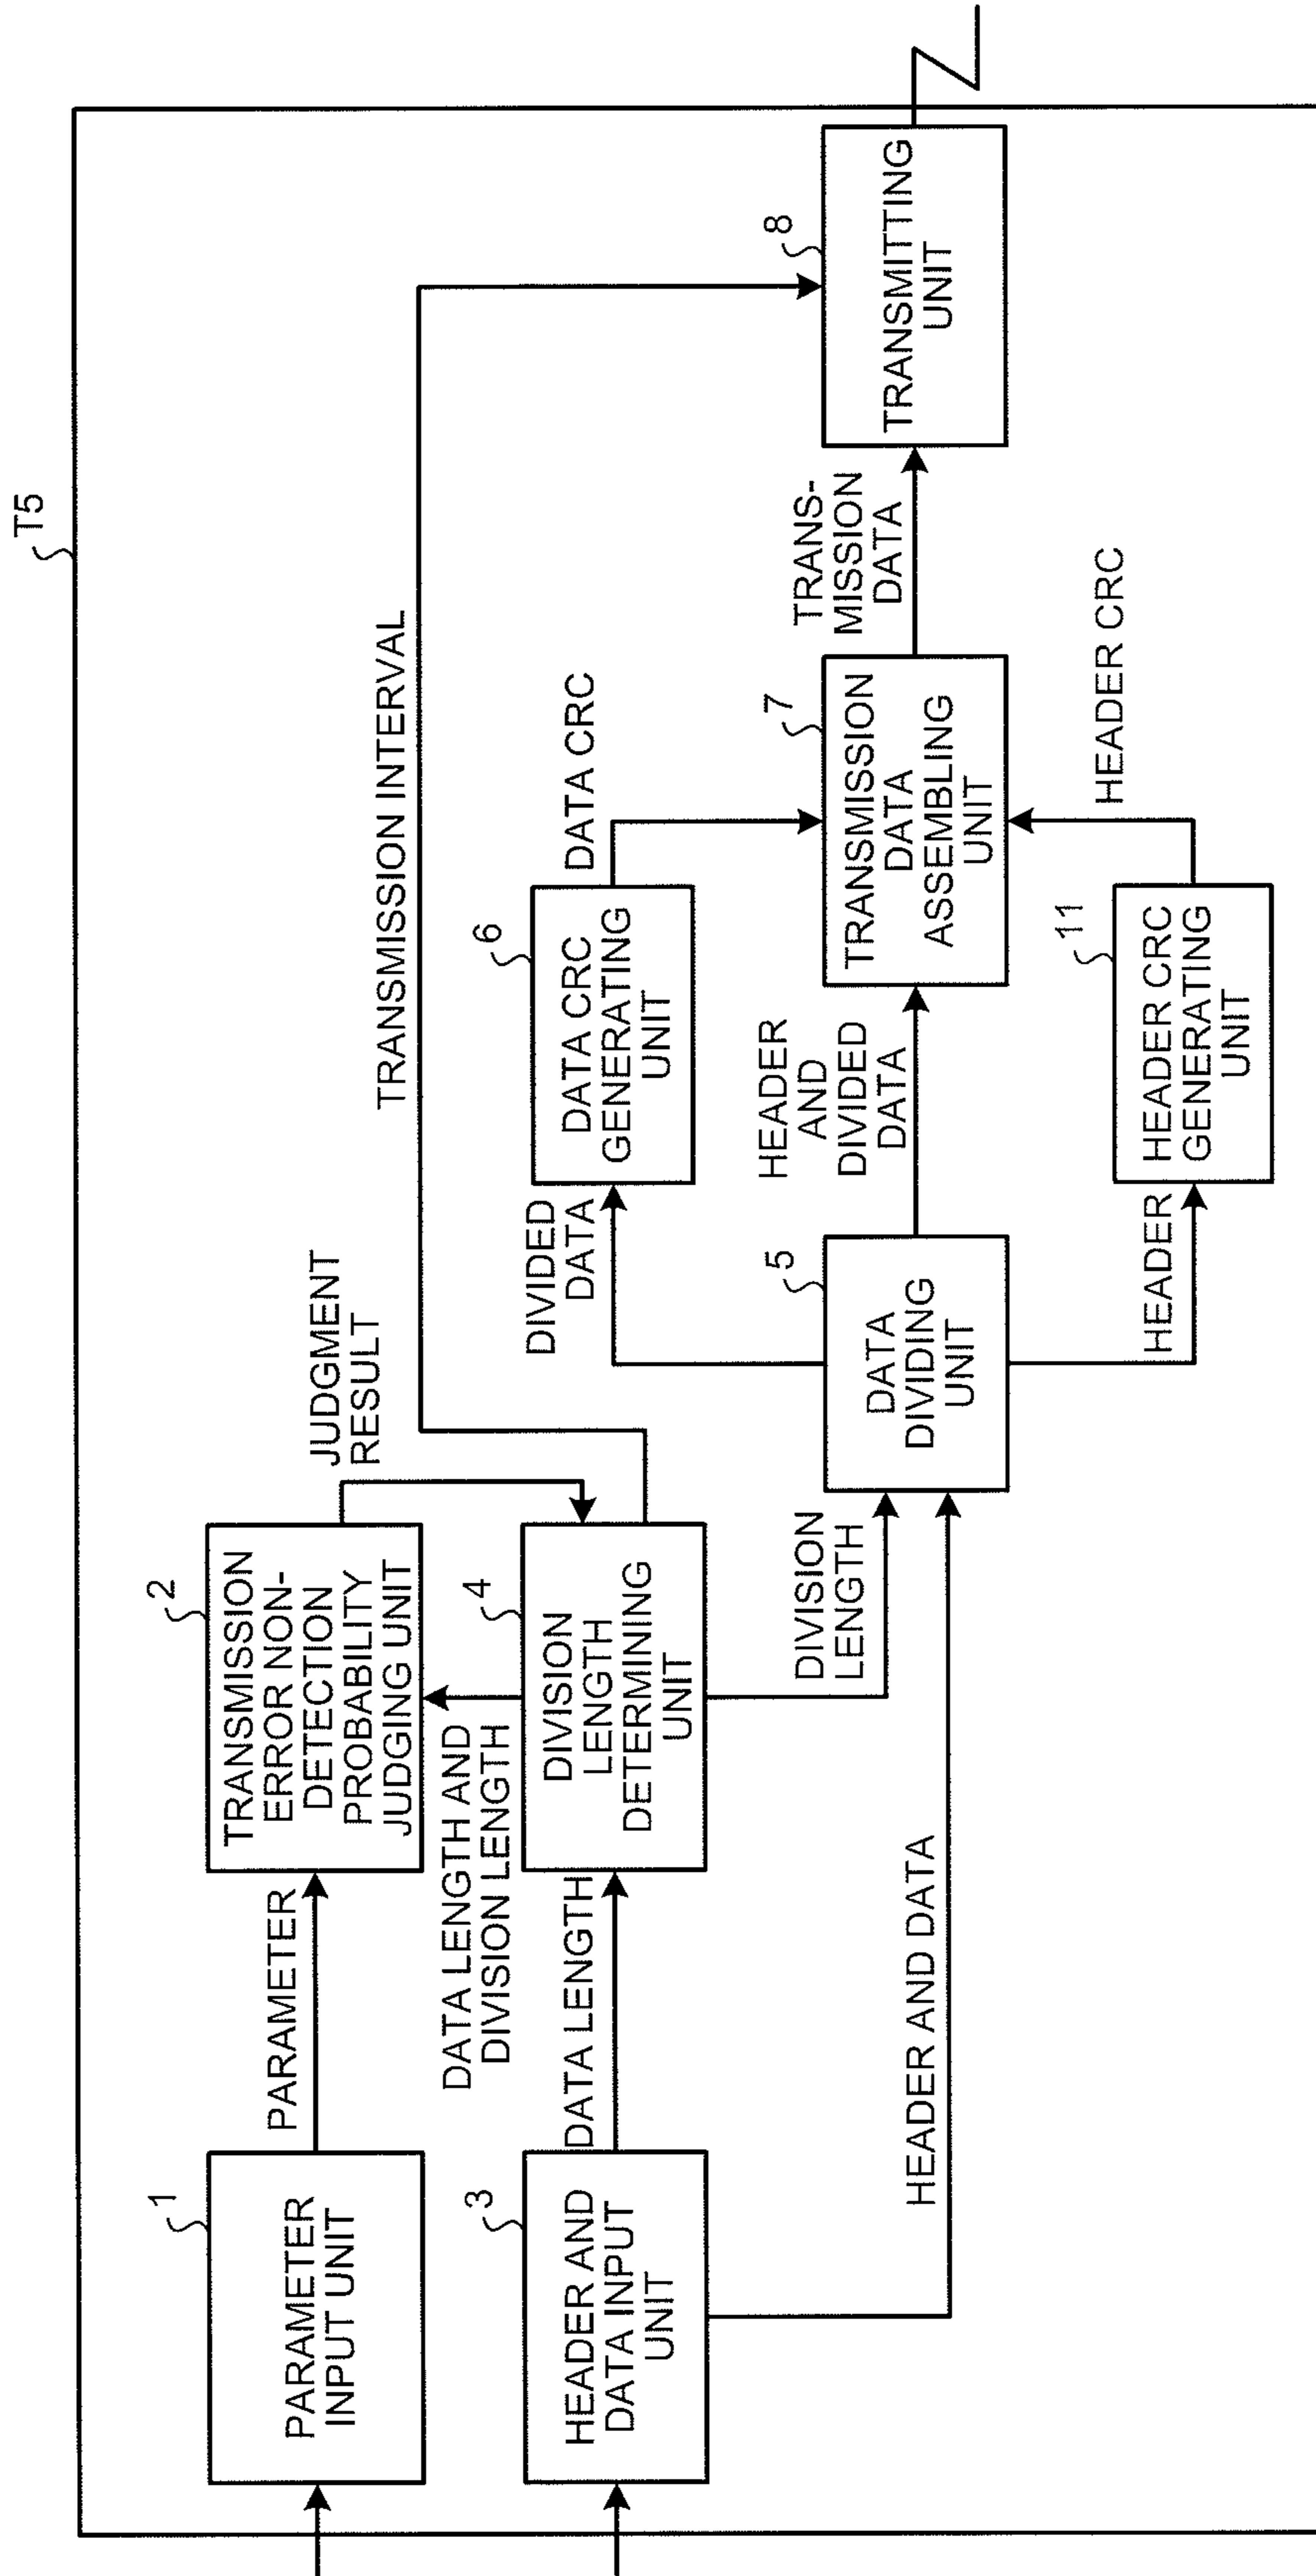 T5
1
PARAMETER
INPUT UNIT
PARAMETER
2
TRANSMISSION
ERROR NON-
DETECTION
PROBABILITY
JUDGING UNIT
JUDGMENT
RESULT
TRANSMISSION INTERVAL
DATA LENGTH AND
DIVISION LENGTH
3
HEADER AND
DATA INPUT
UNIT
DATA LENGTH
4
DIVISION
LENGTH
DETERMINING
UNIT
DIVISION
LENGTH
HEADER AND DATA
5
DATA
DIVIDING
UNIT
DIVIDED
DATA
6
DATA CRC
GENERATING
UNIT
DATA CRC
HEADER
AND
DIVIDED
DATA
7
TRANSMISSION
DATA
ASSEMBLING
UNIT
HEADER
11
HEADER CRC
GENERATING
UNIT
HEADER CRC
TRANS-
MISSION
DATA
8
TRANSMITTING
UNIT